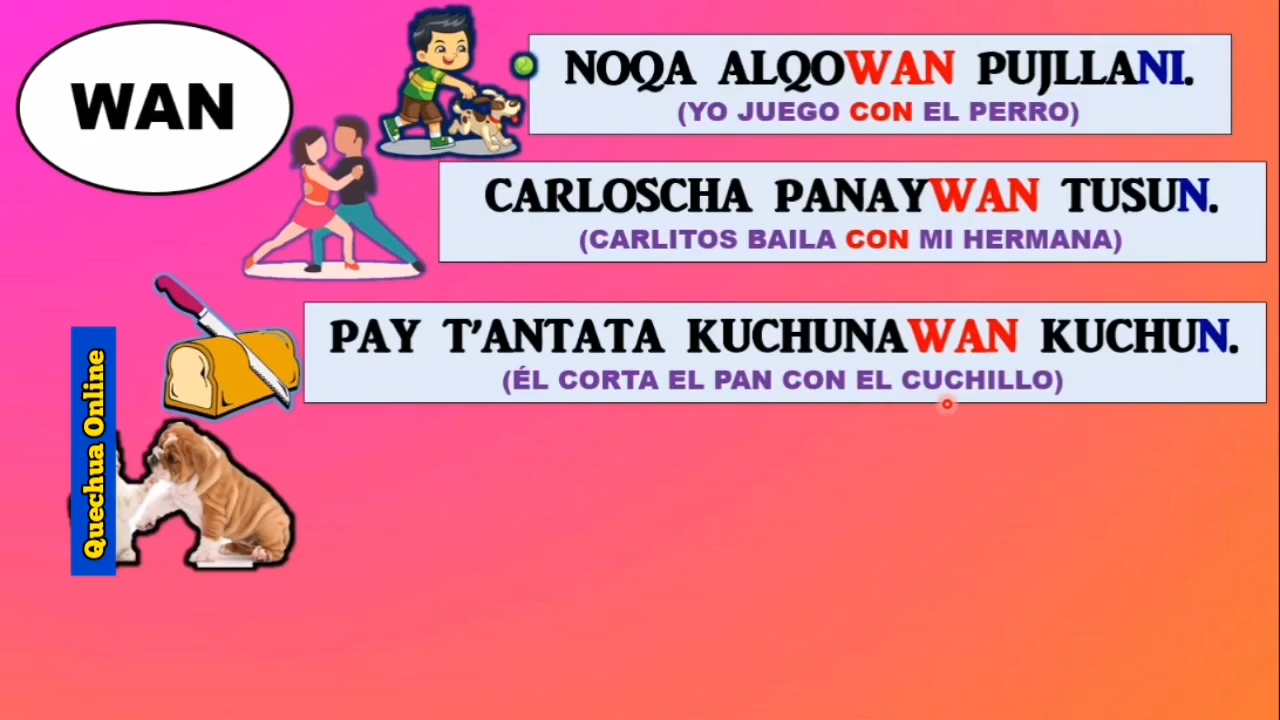 WAN
NOQA ALQOWAN PUJLLANI.
(YO JUEGO CON EL PERRO)
CARLOSCHA PANAYWAN TUSUN.
(CARLITOS BAILA CON MI HERMANA)
PAY T'ANTATA KUCHUNAWAN KUCHUN.
(ÉL CORTA EL PAN CON EL CUCHILLO)
Quechua Online